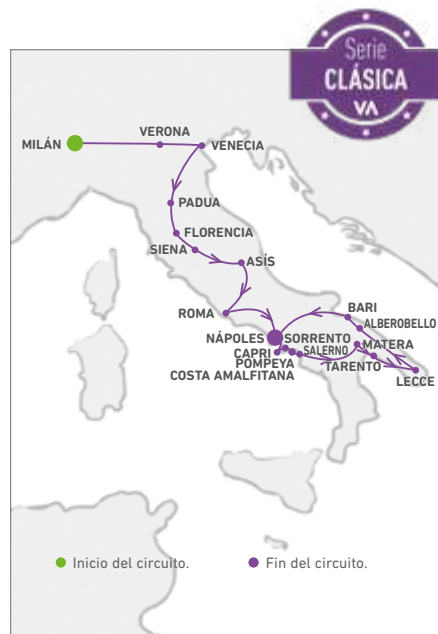 Serie
CLÁSICA
VA
VERONA
MILÁN
VENECIA
PADUA
FLORENCIA
SIENA
ASÍS
ROMA
BARI
ALBEROBELLO
NÁPOLES
SORRENTO
MATERA
CAPRI
SALERNO
POMPEYA
TARENTO
COSTA AMALFITANA
LECCE
Inicio del circuito.
Fin del circuito.